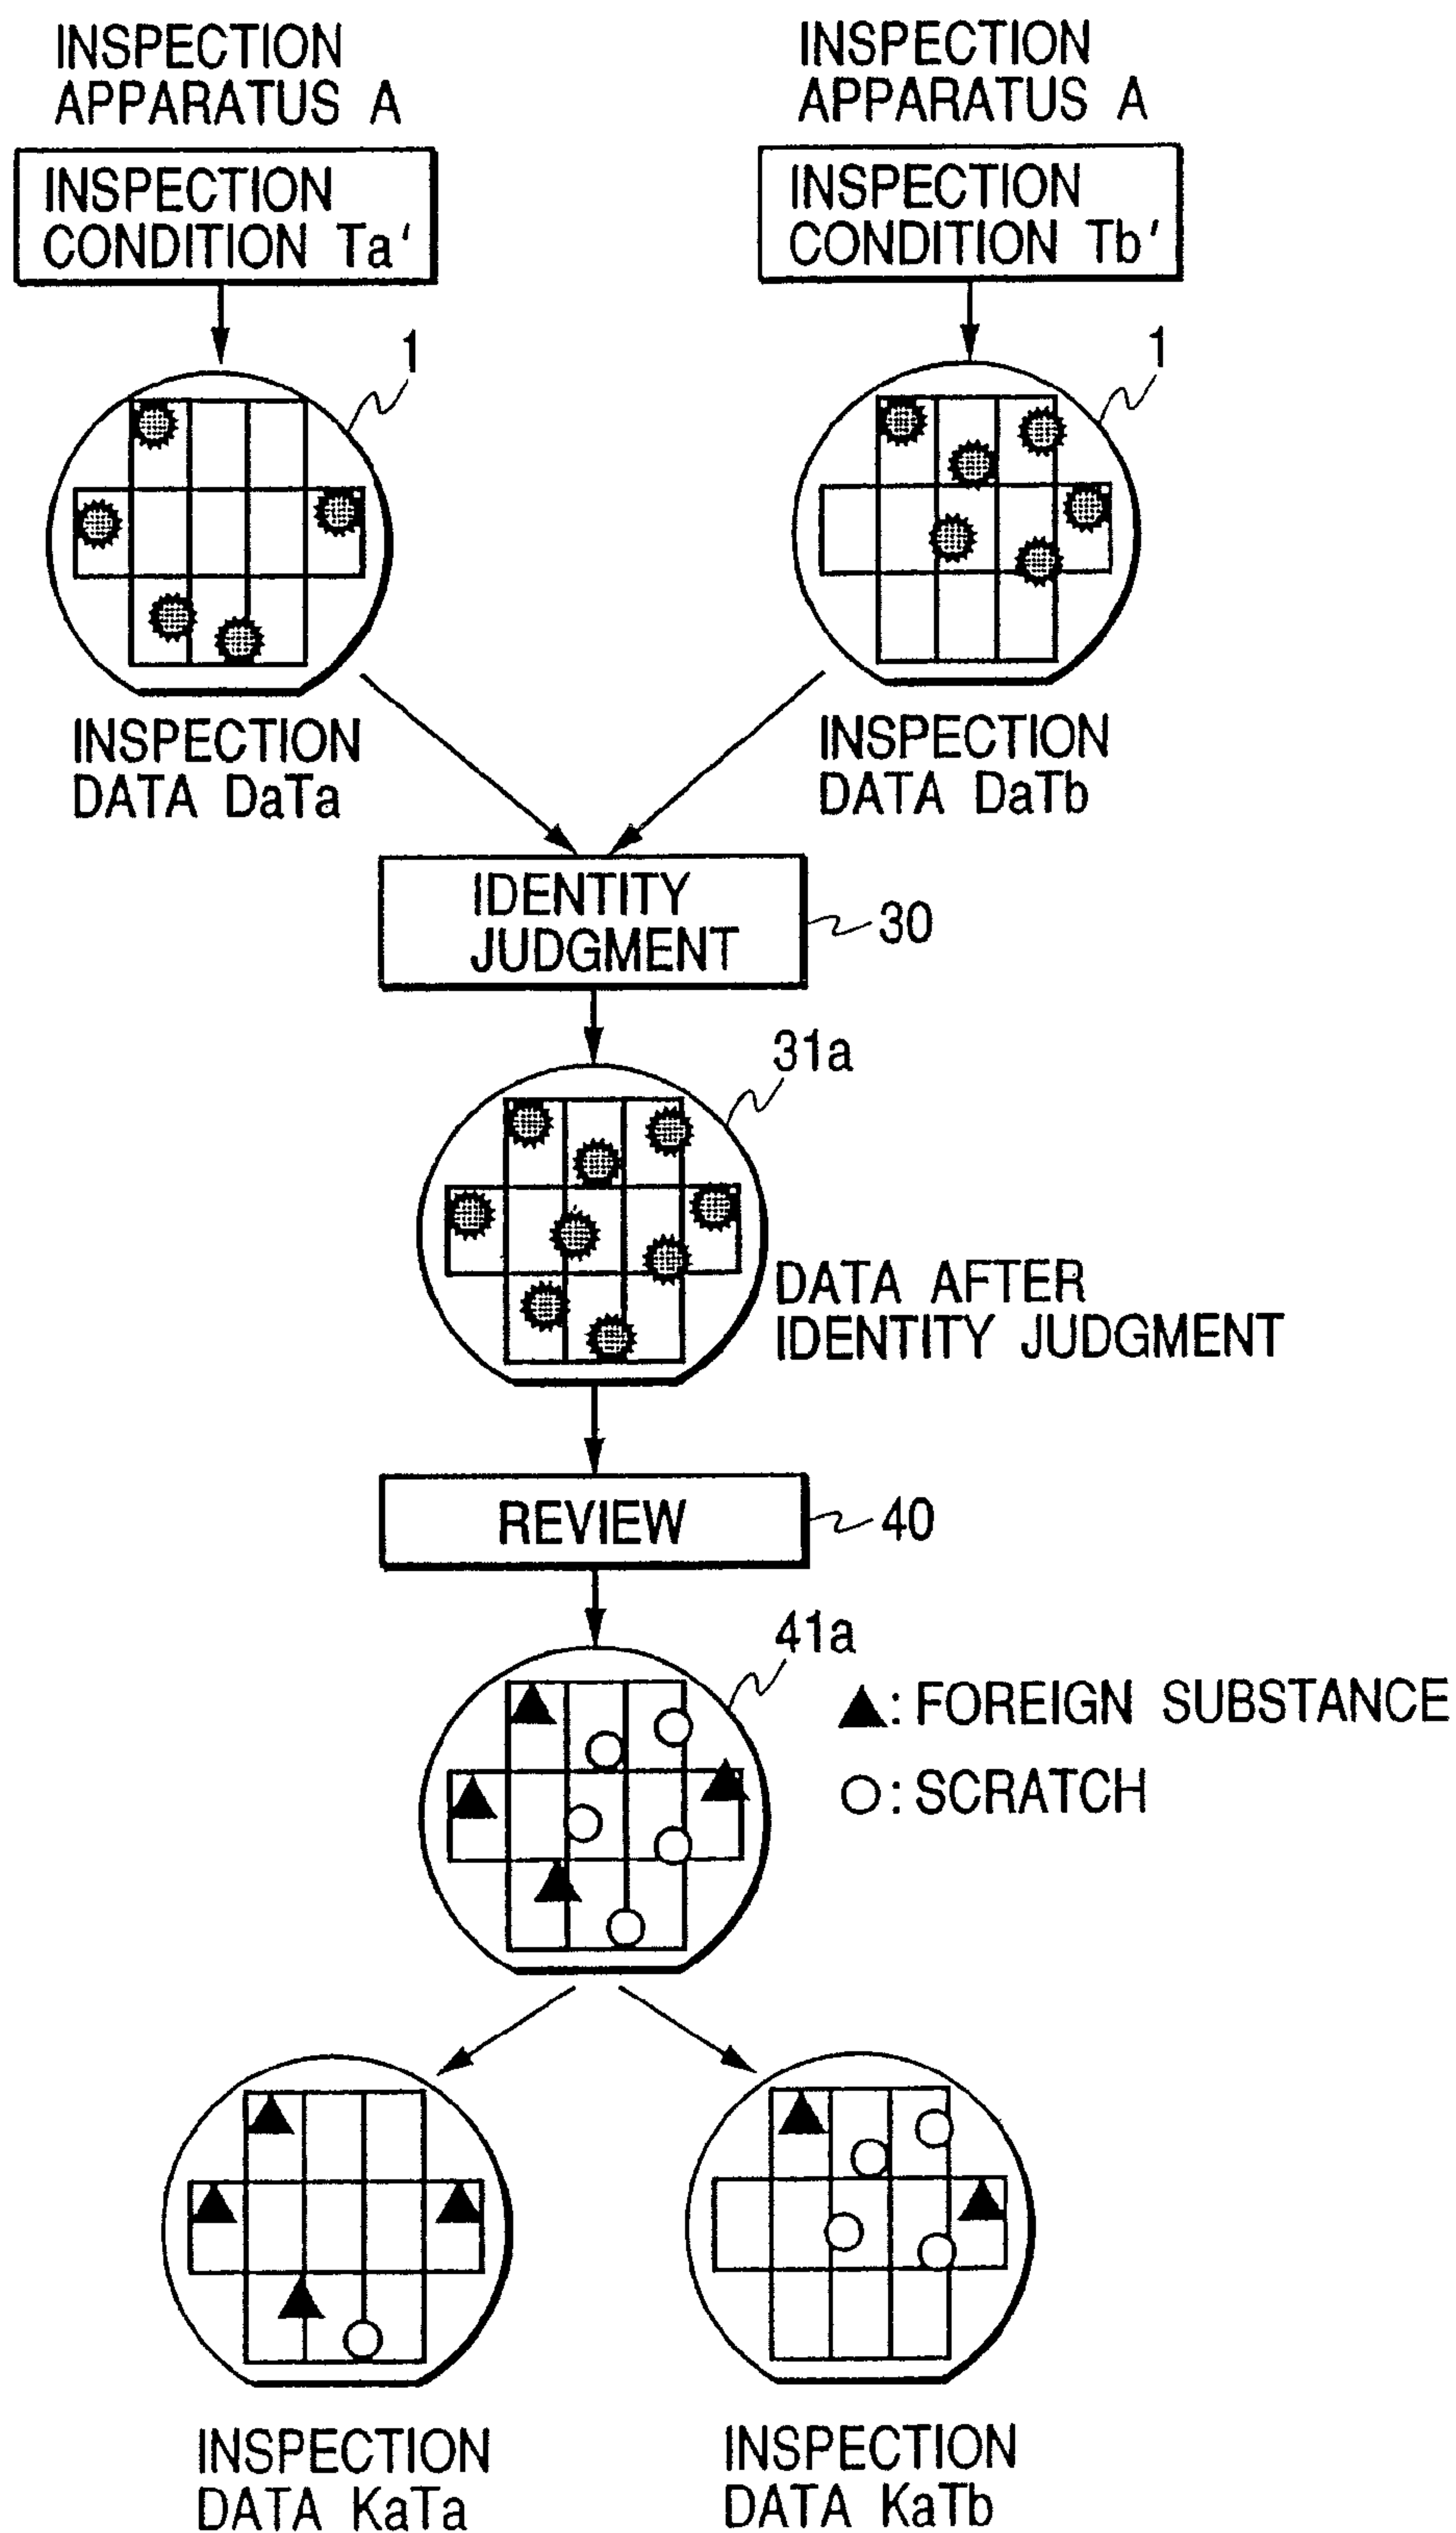 INSPECTION
APPARATUS A
INSPECTION
CONDITION Ta'
1
INSPECTION
DATA DaTa
INSPECTION
APPARATUS A
INSPECTION
CONDITION Tb'
1
INSPECTION
DATA DaTb
IDENTITY
JUDGMENT
30
31a
DATA AFTER
IDENTITY JUDGMENT
REVIEW
40
41a
▲: FOREIGN SUBSTANCE
○: SCRATCH
INSPECTION
DATA KaTa
INSPECTION
DATA KaTb